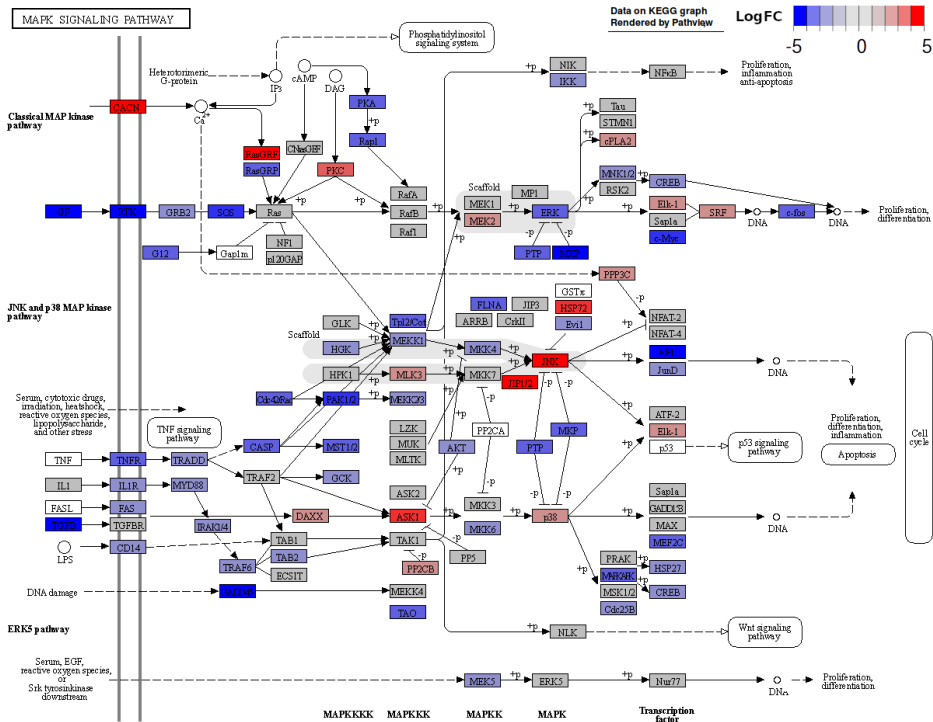 MAPK SIGNALING PATHWAY
Data on KEGG graph
Rendered by Pathview
LogFC
-5 0 5
Phosphatidylinositol
signaling system
Heterotorimeric
G-protein
IP3
cAMP
DAG
Ca2+
CACN
Classical MAP kinase
pathway
PKA
+p
Rap1
RasGRF
RasGRP
CNasGEF
PKC
NIK
IKK
+p
+p
NFκB
Proliferation,
inflammation
anti-apoptosis
Tau
STMN1
cPLA2
+p
+p
RafA
RafB
Raf1
Scaffold
MEK1
MEK2
MP1
ERK
MNK1/2
RSK2
CREB
Elk-1
Sap1a
c-Myc
SRF
DNA
c-fos
DNA
Proliferation,
differentiation
GF
RTK
GRB2
SOS
Ras
+p
+p
+p
+p
+p
+p
-p
-p
PTP
MKP
G12
Gap1m
NF1
p120GAP
PPP3C
-p
JNK and p38 MAP kinase
pathway
Scaffold
GLK
HGK
HPK1
Tpl2/Cot
MEKK1
MLK3
MEKK2/3
FLNA
ARRB
CrkII
JIP3
GSTπ
HSP72
Evi1
MKK4
MKK7
JNK
JIP1/2
NFAT-2
NFAT-4
AP1
JunD
DNA
+p
+p
+p
+p
+p
+p
+p
-p
Cdc42/Rac
PAK1/2
LZK
MUK
MLTK
PP2CA
AKT
PTP
MKP
-p
-p
-p
ATF-2
Elk-1
p53
p53 signaling
pathway
Proliferation,
differentiation,
inflammation
Apoptosis
Cell
cycle
Serum, cytotoxic drugs,
irradiation, heatshock,
reactive oxygen species,
lipopolysaccharide,
and other stress
TNF signaling
pathway
TNF
TNFR
TRADD
CASP
MST1/2
IL1
IL1R
MYD88
TRAF2
GCK
FASL
FAS
DAXX
ASK1
ASK2
TGFB
TGFBR
IRAK1/4
LPS
CD14
TAB1
TAB2
ECSIT
TRAF6
TAK1
PP5
PP2CB
-p
-p
MKK3
MKK6
+p
+p
+p
p38
Sap1a
GADD153
MAX
MEF2C
DNA
PRAK
MAPKAPK
MSK1/2
Cdc25B
+p
+p
+p
HSP27
CREB
DNA damage
GADD45
MEKK4
TAO
ERK5 pathway
NLK
+p
Wnt signaling
pathway
Serum, EGF,
reactive oxygen species,
or
Srk tyrosinkinase
downstream
MEK5
+p
ERK5
+p
Nur77
DNA
Proliferation,
differentiation
MAPKKKK
MAPKKK
MAPKK
MAPK
Transcription
factor